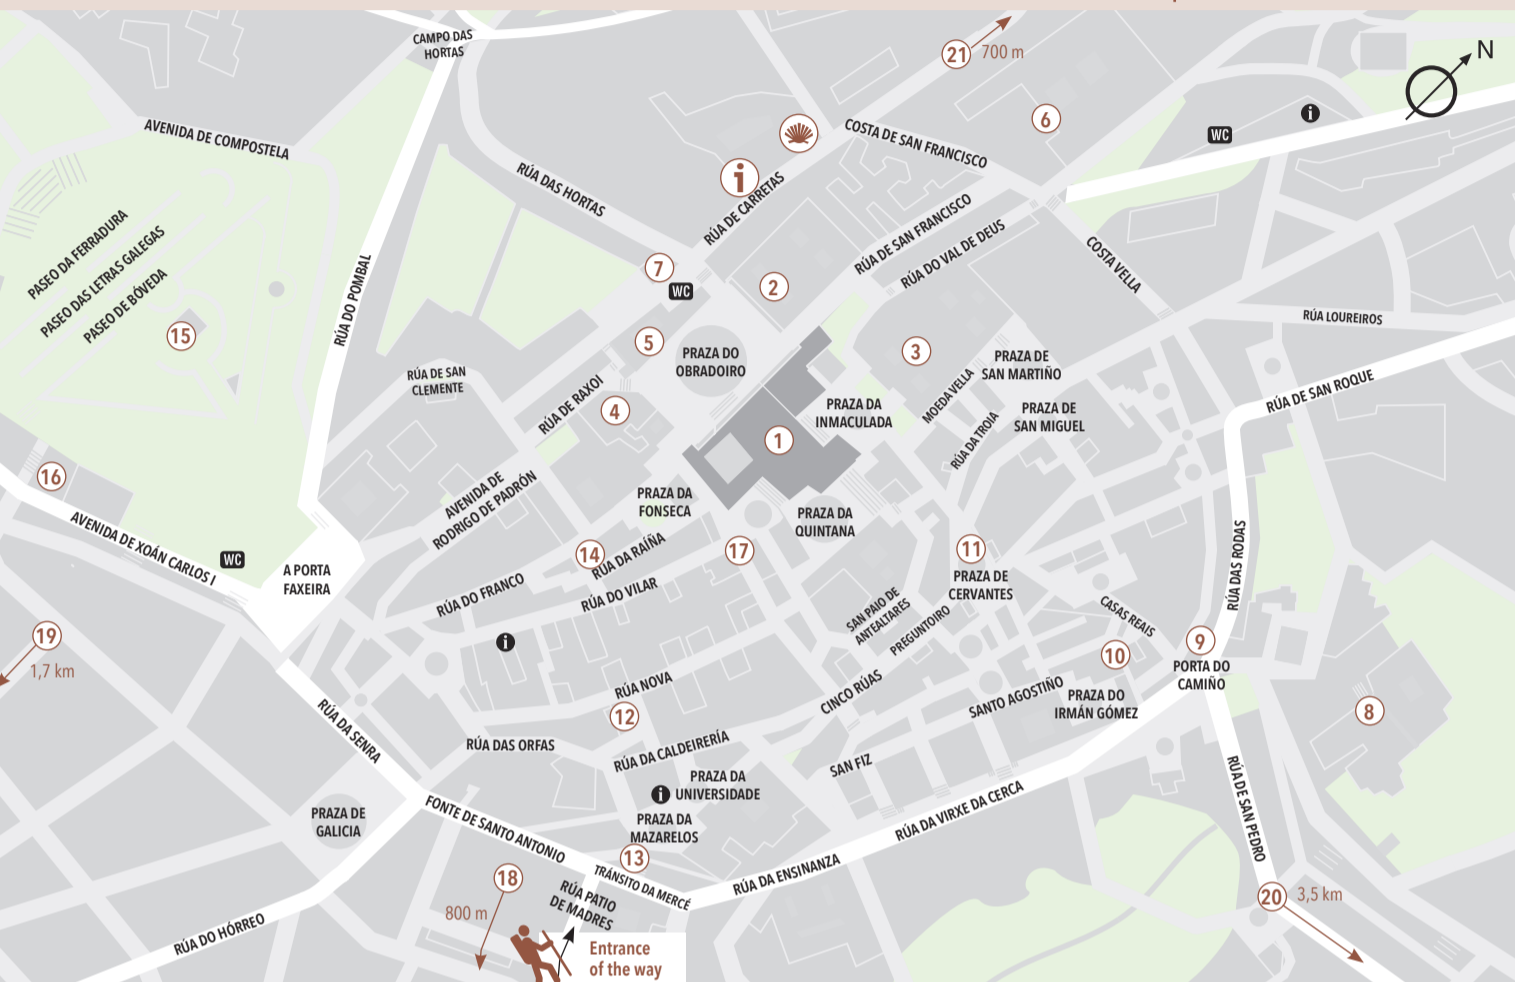 CAMPO DAS
HORTAS
21
700 m
N
AVENIDA DE COMPOSTELA
6
COSTA DE SAN FRANCISCO
WC
i
i
RÚA DAS HORTAS
RÚA DE CARRETAS
PASEO DA FERRADURA
PASEO DAS LETRAS GALEGAS
PASEO DE BÓVEDA
15
RÚA DO POMBAL
7
WC
2
RÚA DE SAN FRANCISCO
RÚA DO VAL DE DEUS
COSTA VELLA
RÚA LOUREIROS
5
PRAZA DO
OBRADOIRO
3
PRAZA DE
SAN MARTIÑO
RÚA DE SAN
CLEMENTE
RÚA DE RAXOI
4
MOEDA VELLA
PRAZA DA
INMACULADA
PRAZA DE
SAN MIGUEL
RÚA DA TROIA
RÚA DE SAN ROQUE
1
16
AVENIDA DE XOÁN CARLOS I
WC
A PORTA
FAXEIRA
AVENIDA DE
RODRIGO DE PADRÓN
PRAZA DA
FONSECA
PRAZA DA
QUINTANA
14
RÚA DA RAÍÑA
17
11
PRAZA DE
CERVANTES
RÚA DAS RODAS
RÚA DO FRANCO
RÚA DO VILAR
SAN PAIO DE
ANTEALTARES
PREGUNTOIRO
CASAS REAIS
19
1,7 km
i
10
9
PORTA DO
CAMIÑO
RÚA NOVA
12
CINCO RÚAS
SANTO AGOSTIÑO
PRAZA DO
IRMÁN GÓMEZ
8
RÚA DA SENRA
RÚA DAS ORFAS
RÚA DA CALDEIRERÍA
SAN FIZ
i
PRAZA DA
UNIVERSIDADE
PRAZA DE
GALICIA
FONTE DE SANTO ANTONIO
PRAZA DA
MAZARELOS
13
RÚA DA VIRXE DA CERCA
RÚA DE SAN PEDRO
18
800 m
TRÁNSITO DA MERCÉ
RÚA DA ENSINANZA
RÚA PATIO
DE MADRES
20
3,5 km
RÚA DO HÓRREO
Entrance
of the way